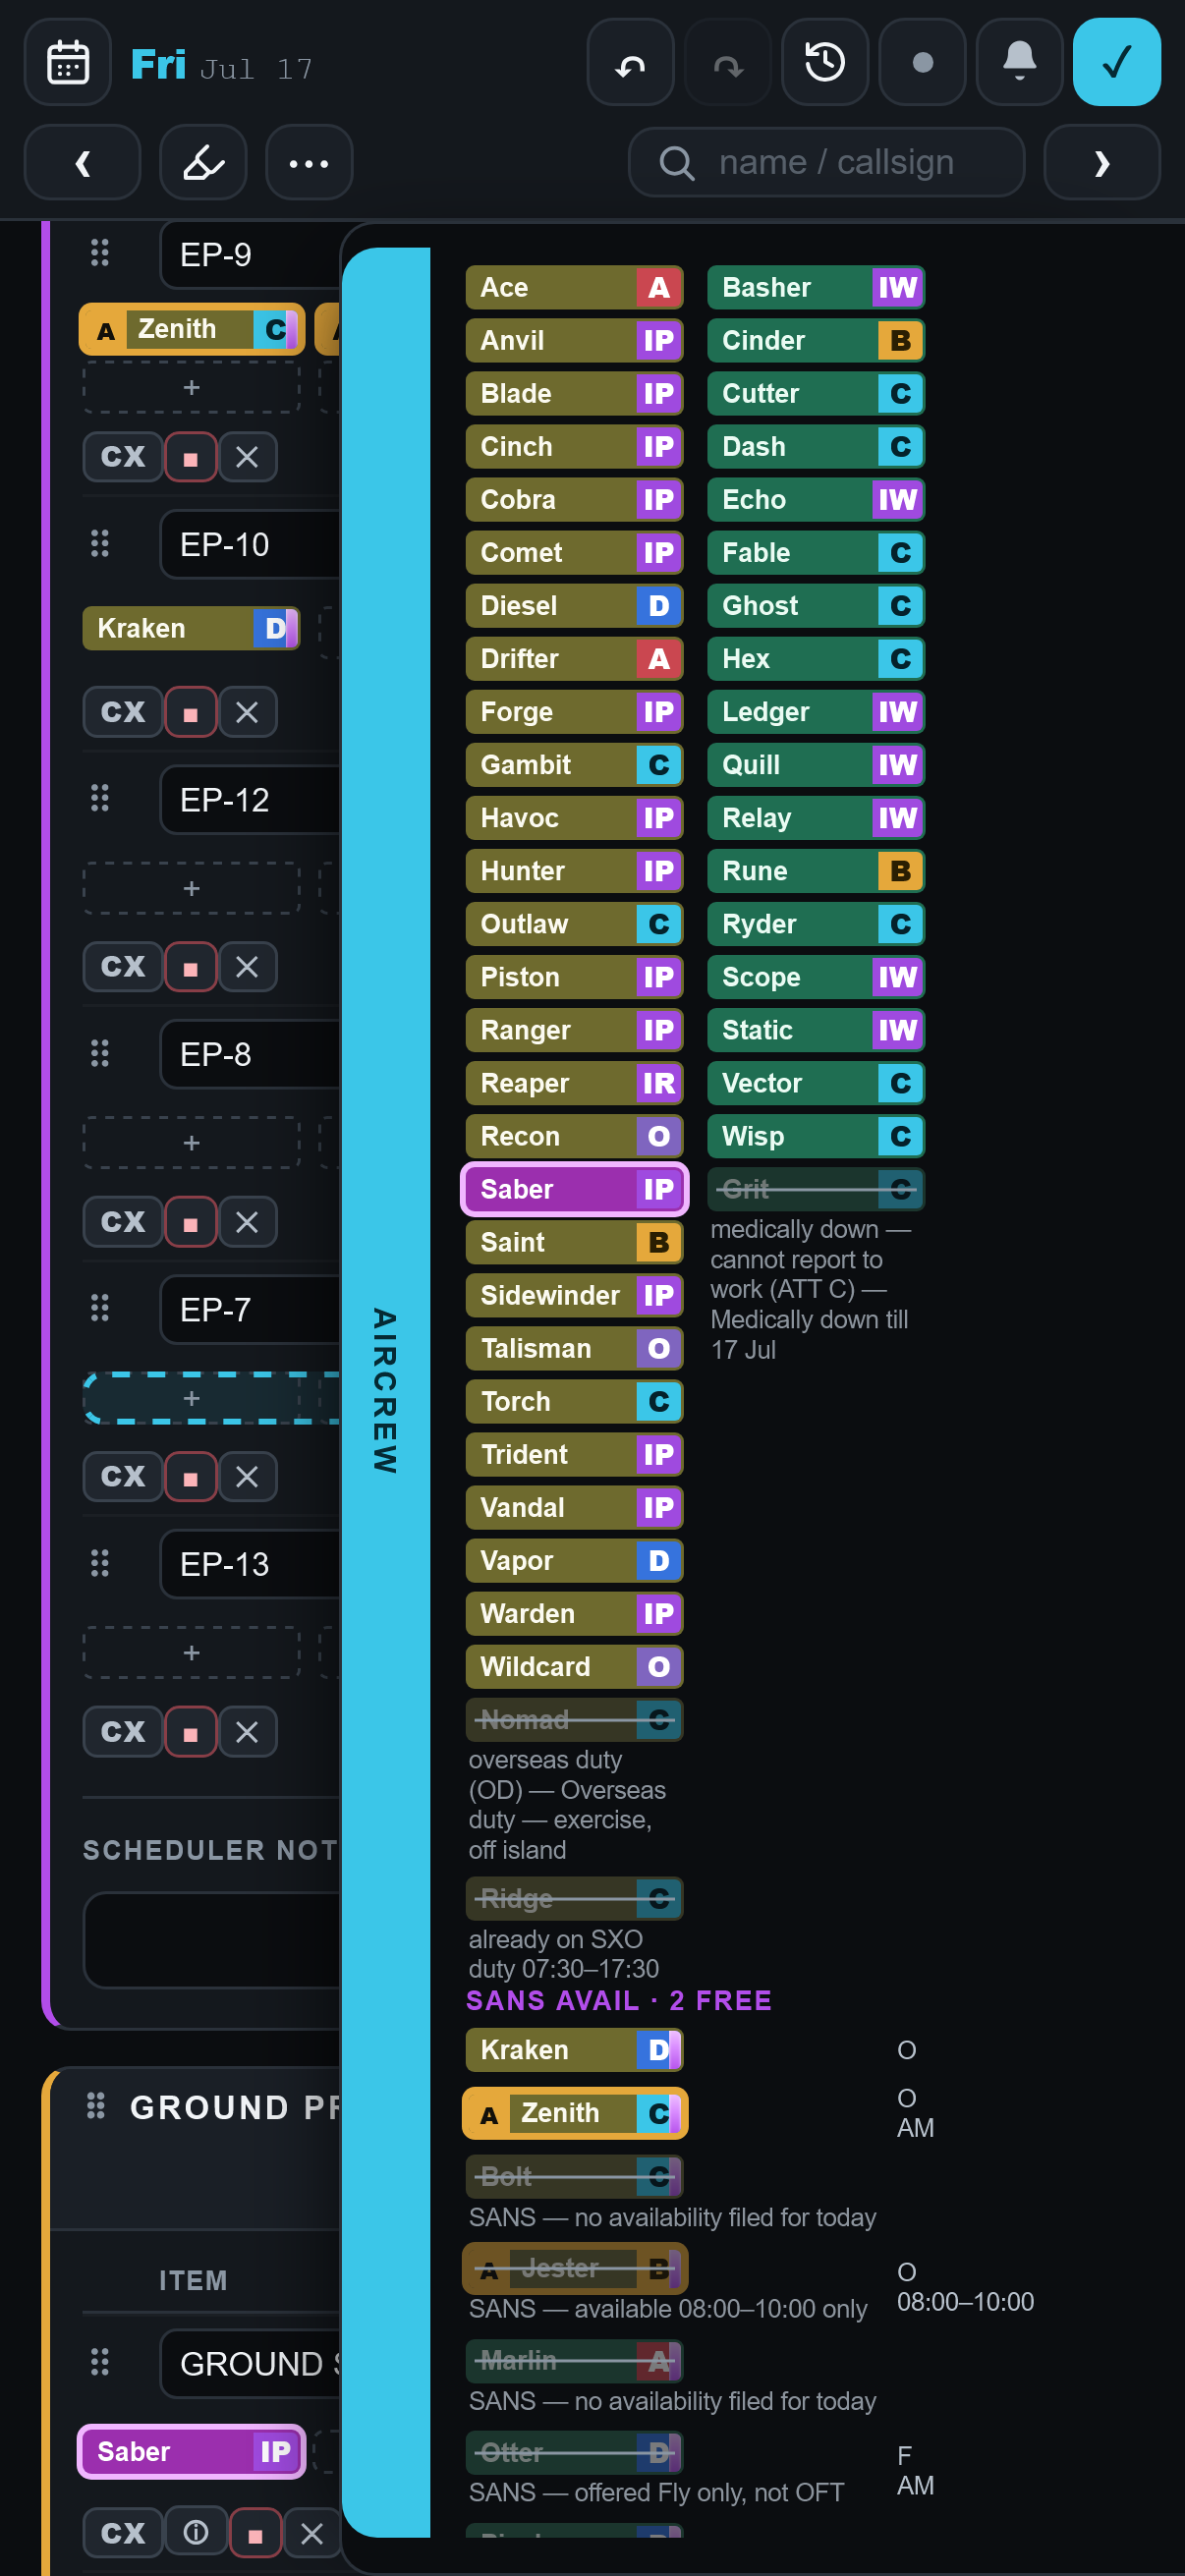 Fri Jul 17
name / callsign
EP-9
A Zenith C
+
CX
EP-10
Kraken D
CX
EP-12
+
CX
EP-8
+
CX
EP-7
+
CX
EP-13
+
CX
SCHEDULER NOT
GROUND PR
ITEM
GROUND S
Saber IP
CX
AIRCREW
Ace A
Anvil IP
Blade IP
Cinch IP
Cobra IP
Comet IP
Diesel D
Drifter A
Forge IP
Gambit C
Havoc IP
Hunter IP
Outlaw C
Piston IP
Ranger IP
Reaper IR
Recon O
Saber IP
Saint B
Sidewinder IP
Talisman O
Torch C
Trident IP
Vandal IP
Vapor D
Warden IP
Wildcard O
Nomad C
overseas duty
(OD) — Overseas
duty — exercise,
off island
Ridge C
already on SXO
duty 07:30–17:30
Basher IW
Cinder B
Cutter C
Dash C
Echo IW
Fable C
Ghost C
Hex C
Ledger IW
Quill IW
Relay IW
Rune B
Ryder C
Scope IW
Static IW
Vector C
Wisp C
Grit C
medically down —
cannot report to
work (ATT C) —
Medically down till
17 Jul
SANS AVAIL · 2 FREE
Kraken D O
A Zenith C O
AM
Bolt C
SANS — no availability filed for today
A Jester B O
08:00–10:00
SANS — available 08:00–10:00 only
Marlin A
SANS — no availability filed for today
Otter D F
AM
SANS — offered Fly only, not OFT